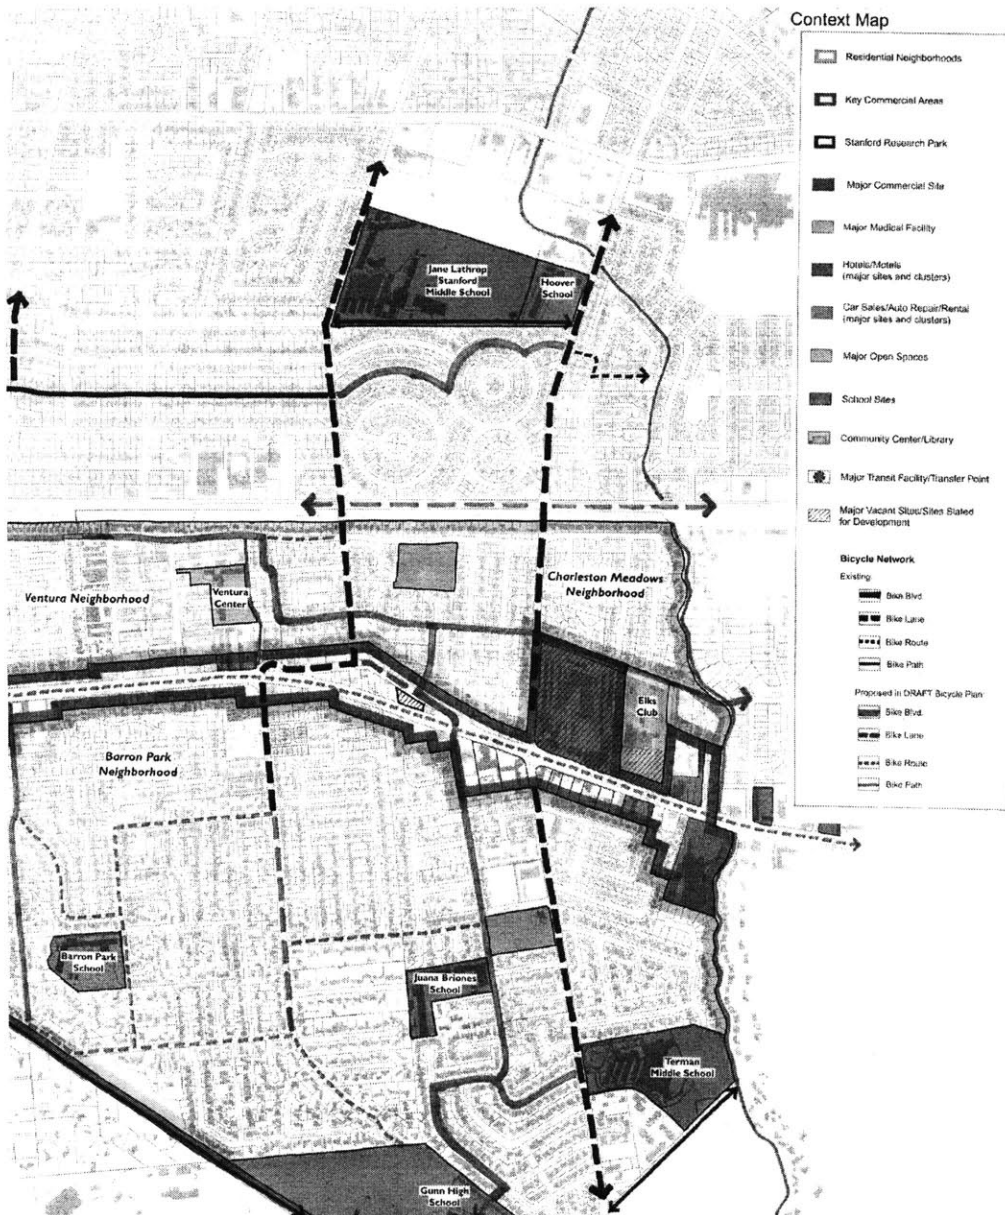 Context Map
Residential Neighborhoods
Key Commercial Areas
Stanford Research Park
Major Commercial Site
Major Medical Facility
Hotels/Motels
(major sites and clusters)
Car Sales/Auto Repair/Rental
(major sites and clusters)
Major Open Spaces
School Sites
Community Center/Library
Major Transit Facility/Transfer Point
Major Vacant Sites/Sites Slated
for Development
Bicycle Network
Existing
Bike Blvd.
Bike Lane
Bike Route
Bike Path
Proposed in DRAFT Bicycle Plan
Bike Blvd.
Bike Lane
Bike Route
Bike Path
Jane Lathrop
Stanford
Middle School
Hoover
School
Ventura Neighborhood
Ventura
Center
Charleston Meadows
Neighborhood
Elks
Club
Barron Park
Neighborhood
Barron Park
School
Juana Briones
School
Terman
Middle School
Gunn High
School